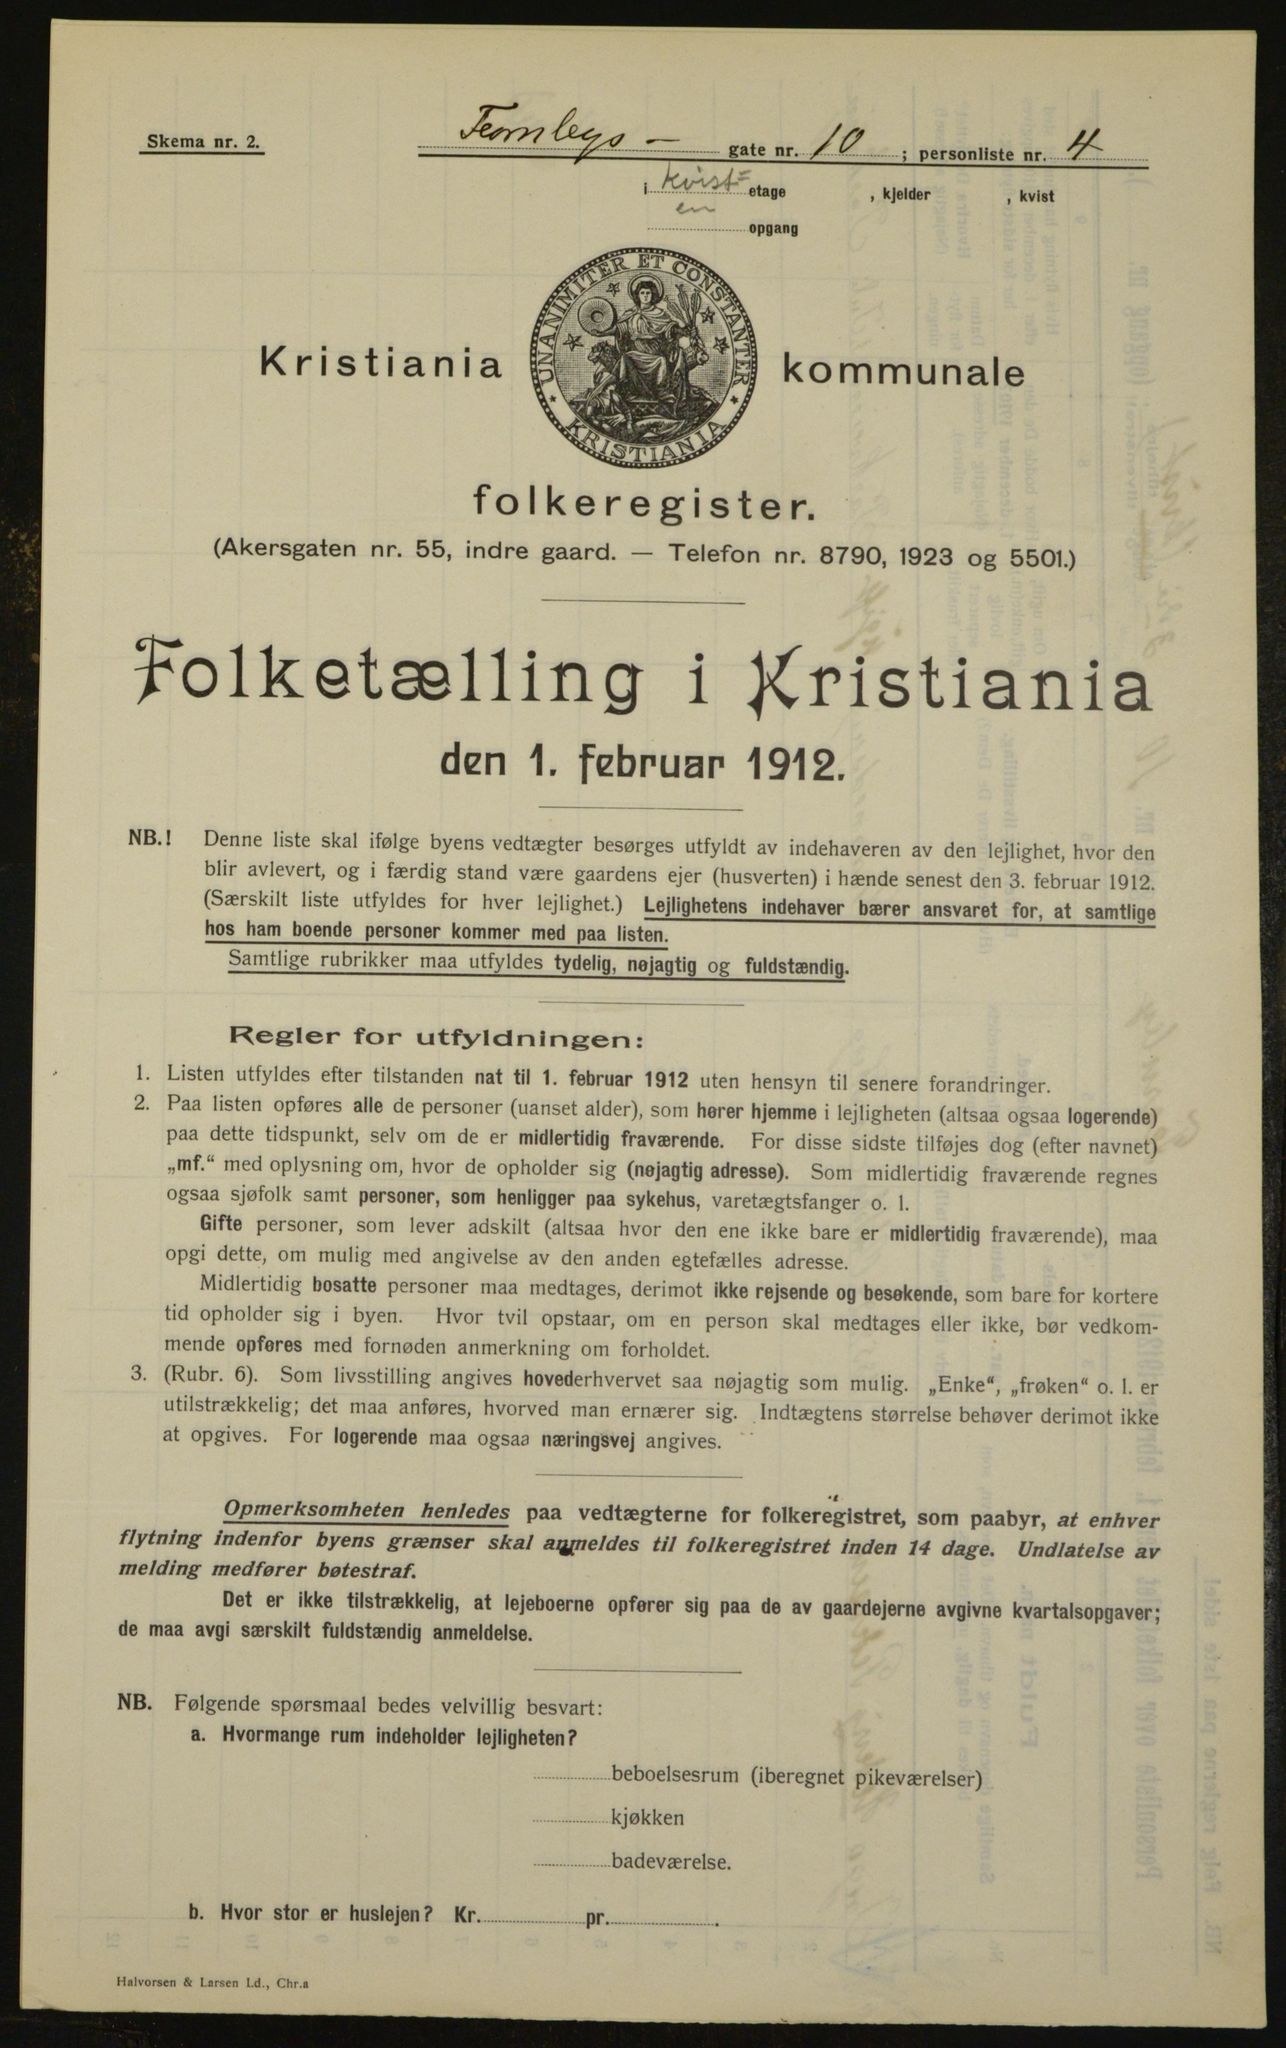 Skema nr. 2.
Fearnleys – gate nr. 10 ; personliste nr. 4
i kvist= etage , kjelder , kvist
en opgang
UNANIMITER ET CONSTANTER
KRISTIANIA
Kristiania kommunale
folkeregister.
(Akersgaten nr. 55, indre gaard. — Telefon nr. 8790, 1923 og 5501.)
Folketælling i Kristiania
den 1. februar 1912.
NB.! Denne liste skal ifølge byens vedtægter besørges utfyldt av indehaveren av den lejlighet, hvor den
blir avlevert, og i færdig stand være gaardens ejer (husverten) i hænde senest den 3. februar 1912.
(Særskilt liste utfyldes for hver lejlighet.) Lejlighetens indehaver bærer ansvaret for, at samtlige
hos ham boende personer kommer med paa listen.
Samtlige rubrikker maa utfyldes tydelig, nøjagtig og fuldstændig.
Regler for utfyldningen:
1. Listen utfyldes efter tilstanden nat til 1. februar 1912 uten hensyn til senere forandringer.
2. Paa listen opføres alle de personer (uanset alder), som hører hjemme i lejligheten (altsaa ogsaa logerende)
paa dette tidspunkt, selv om de er midlertidig fraværende. For disse sidste tilføjes dog (efter navnet)
„mf.“ med oplysning om, hvor de opholder sig (nøjagtig adresse). Som midlertidig fraværende regnes
ogsaa sjøfolk samt personer, som henligger paa sykehus, varetægtsfanger o. l.
Gifte personer, som lever adskilt (altsaa hvor den ene ikke bare er midlertidig fraværende), maa
opgi dette, om mulig med angivelse av den anden egtefælles adresse.
Midlertidig bosatte personer maa medtages, derimot ikke rejsende og besøkende, som bare for kortere
tid opholder sig i byen. Hvor tvil opstaar, om en person skal medtages eller ikke, bør vedkom-
mende opføres med fornøden anmerkning om forholdet.
3. (Rubr. 6). Som livsstilling angives hovederhvervet saa nøjagtig som mulig. „Enke“, „frøken“ o. l. er
utilstrækkelig; det maa anføres, hvorved man ernærer sig. Indtægtens størrelse behøver derimot ikke
at opgives. For logerende maa ogsaa næringsvej angives.
Opmerksomheten henledes paa vedtægterne for folkeregistret, som paabyr, at enhver
flytning indenfor byens grænser skal anmeldes til folkeregistret inden 14 dage. Undlatelse av
melding medfører bøtestraf.
Det er ikke tilstrækkelig, at lejeboerne opfører sig paa de av gaardejerne avgivne kvartalsopgaver;
de maa avgi særskilt fuldstændig anmeldelse.
NB. Følgende spørsmaal bedes velvillig besvart:
a. Hvormange rum indeholder lejligheten?
beboelsesrum (iberegnet pikeværelser)
kjøkken
badeværelse.
b. Hvor stor er huslejen? Kr. pr. .
Halvorsen & Larsen Ld., Chr.a